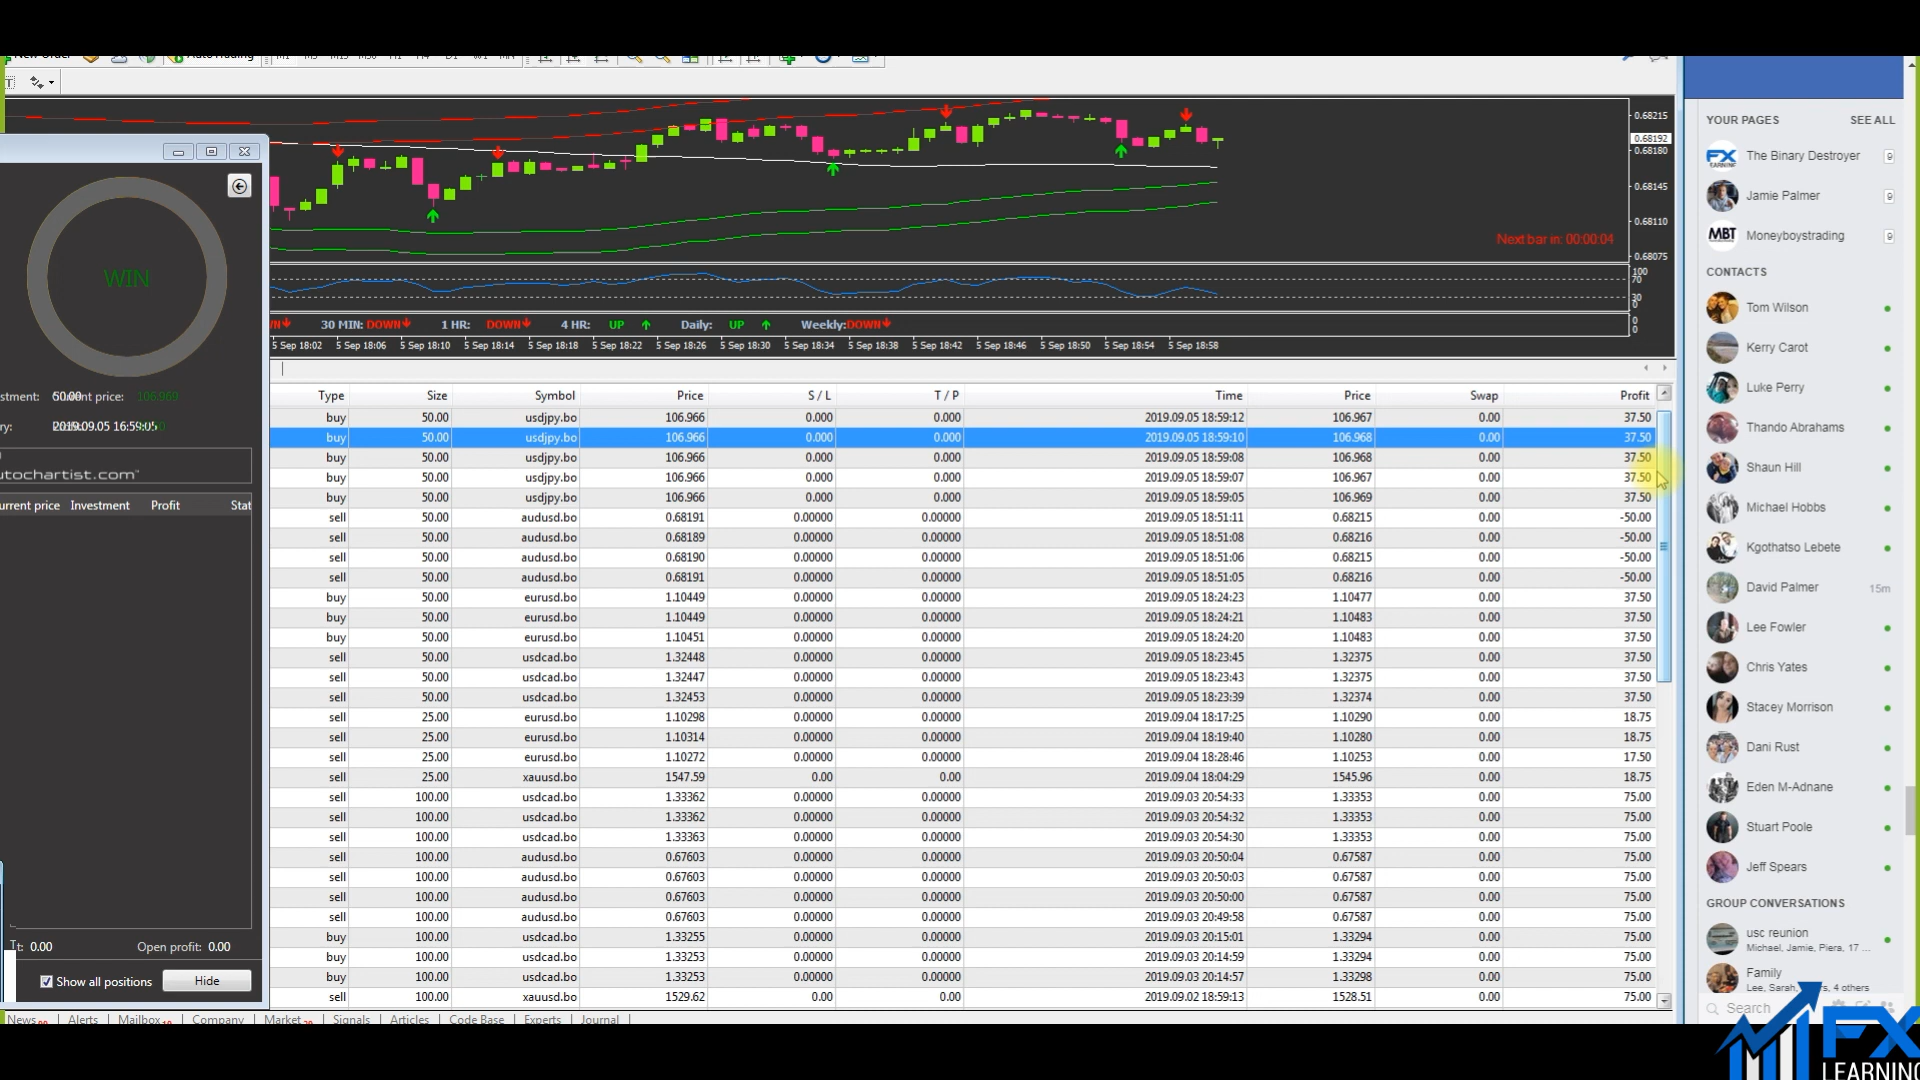 New Order AutoTrading M1 M5 M15 M30 H1 H4 D1 W1 MN
T
0.68215
0.68192
0.68180
0.68145
0.68110
0.68075
Next bar in: 00:00:04
100
70
30
0
30 MIN: DOWN 1 HR: DOWN 4 HR: UP Daily: UP Weekly:DOWN
0
0
5 Sep 18:02 5 Sep 18:06 5 Sep 18:10 5 Sep 18:14 5 Sep 18:18 5 Sep 18:22 5 Sep 18:26 5 Sep 18:30 5 Sep 18:34 5 Sep 18:38 5 Sep 18:42 5 Sep 18:46 5 Sep 18:50 5 Sep 18:54 5 Sep 18:58
WIN
stment: 50.00 price: 106.969
ry: 2019.09.05 16:59:05
utochartist.com™
urrent price Investment Profit Stat
t: 0.00 Open profit: 0.00
Show all positions Hide
Type Size Symbol Price S / L T / P Time Price Swap Profit
buy 50.00 usdjpy.bo 106.966 0.000 0.000 2019.09.05 18:59:12 106.967 0.00 37.50
buy 50.00 usdjpy.bo 106.966 0.000 0.000 2019.09.05 18:59:10 106.968 0.00 37.50
buy 50.00 usdjpy.bo 106.966 0.000 0.000 2019.09.05 18:59:08 106.968 0.00 37.50
buy 50.00 usdjpy.bo 106.966 0.000 0.000 2019.09.05 18:59:07 106.967 0.00 37.50
buy 50.00 usdjpy.bo 106.966 0.000 0.000 2019.09.05 18:59:05 106.969 0.00 37.50
sell 50.00 audusd.bo 0.68191 0.00000 0.00000 2019.09.05 18:51:11 0.68215 0.00 -50.00
sell 50.00 audusd.bo 0.68189 0.00000 0.00000 2019.09.05 18:51:08 0.68216 0.00 -50.00
sell 50.00 audusd.bo 0.68190 0.00000 0.00000 2019.09.05 18:51:06 0.68215 0.00 -50.00
sell 50.00 audusd.bo 0.68191 0.00000 0.00000 2019.09.05 18:51:05 0.68216 0.00 -50.00
buy 50.00 eurusd.bo 1.10449 0.00000 0.00000 2019.09.05 18:24:23 1.10477 0.00 37.50
buy 50.00 eurusd.bo 1.10449 0.00000 0.00000 2019.09.05 18:24:21 1.10483 0.00 37.50
buy 50.00 eurusd.bo 1.10451 0.00000 0.00000 2019.09.05 18:24:20 1.10483 0.00 37.50
sell 50.00 usdcad.bo 1.32448 0.00000 0.00000 2019.09.05 18:23:45 1.32375 0.00 37.50
sell 50.00 usdcad.bo 1.32447 0.00000 0.00000 2019.09.05 18:23:43 1.32375 0.00 37.50
sell 50.00 usdcad.bo 1.32453 0.00000 0.00000 2019.09.05 18:23:39 1.32374 0.00 37.50
sell 25.00 eurusd.bo 1.10298 0.00000 0.00000 2019.09.04 18:17:25 1.10290 0.00 18.75
sell 25.00 eurusd.bo 1.10314 0.00000 0.00000 2019.09.04 18:19:40 1.10280 0.00 18.75
sell 25.00 eurusd.bo 1.10272 0.00000 0.00000 2019.09.04 18:28:46 1.10253 0.00 17.50
sell 25.00 xauusd.bo 1547.59 0.00 0.00 2019.09.04 18:04:29 1545.96 0.00 18.75
sell 100.00 usdcad.bo 1.33362 0.00000 0.00000 2019.09.03 20:54:33 1.33353 0.00 75.00
sell 100.00 usdcad.bo 1.33362 0.00000 0.00000 2019.09.03 20:54:32 1.33353 0.00 75.00
sell 100.00 usdcad.bo 1.33363 0.00000 0.00000 2019.09.03 20:54:30 1.33353 0.00 75.00
sell 100.00 audusd.bo 0.67603 0.00000 0.00000 2019.09.03 20:50:04 0.67587 0.00 75.00
sell 100.00 audusd.bo 0.67603 0.00000 0.00000 2019.09.03 20:50:03 0.67587 0.00 75.00
sell 100.00 audusd.bo 0.67603 0.00000 0.00000 2019.09.03 20:50:00 0.67587 0.00 75.00
sell 100.00 audusd.bo 0.67603 0.00000 0.00000 2019.09.03 20:49:58 0.67587 0.00 75.00
buy 100.00 usdcad.bo 1.33255 0.00000 0.00000 2019.09.03 20:15:01 1.33294 0.00 75.00
buy 100.00 usdcad.bo 1.33253 0.00000 0.00000 2019.09.03 20:14:59 1.33294 0.00 75.00
buy 100.00 usdcad.bo 1.33253 0.00000 0.00000 2019.09.03 20:14:57 1.33298 0.00 75.00
sell 100.00 xauusd.bo 1529.62 0.00 0.00 2019.09.02 18:59:13 1528.51 0.00 75.00
News Alerts Mailbox Company Market Signals Articles Code Base Experts Journal
YOUR PAGES SEE ALL
The Binary Destroyer 9
Jamie Palmer 9
MBT Moneyboystrading 9
CONTACTS
Tom Wilson
Kerry Carot
Luke Perry
Thando Abrahams
Shaun Hill
Michael Hobbs
Kgothatso Lebete
David Palmer 15m
Lee Fowler
Chris Yates
Stacey Morrison
Dani Rust
Eden M-Adnane
Stuart Poole
Jeff Spears
GROUP CONVERSATIONS
usc reunion
Michael, Jamie, Piera, 17 ...
Family
Lee, Sarah, 4 others
Search
FX
LEARNING